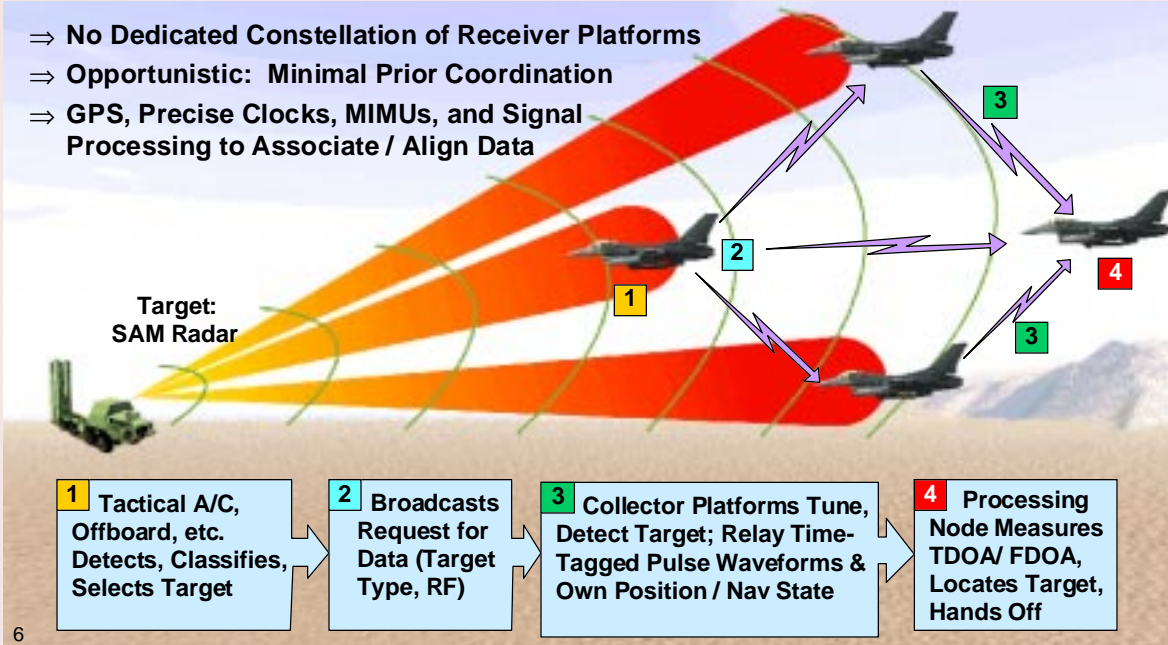 ⇒ No Dedicated Constellation of Receiver Platforms
⇒ Opportunistic: Minimal Prior Coordination
⇒ GPS, Precise Clocks, MIMUs, and Signal
Processing to Associate / Align Data
3
2
4
1
Target:
SAM Radar
3
1 Tactical A/C,
Offboard, etc.
Detects, Classifies,
Selects Target
2 Broadcasts
Request for
Data (Target
Type, RF)
3 Collector Platforms Tune,
Detect Target; Relay Time-
Tagged Pulse Waveforms &
Own Position / Nav State
4 Processing
Node Measures
TDOA/ FDOA,
Locates Target,
Hands Off
6